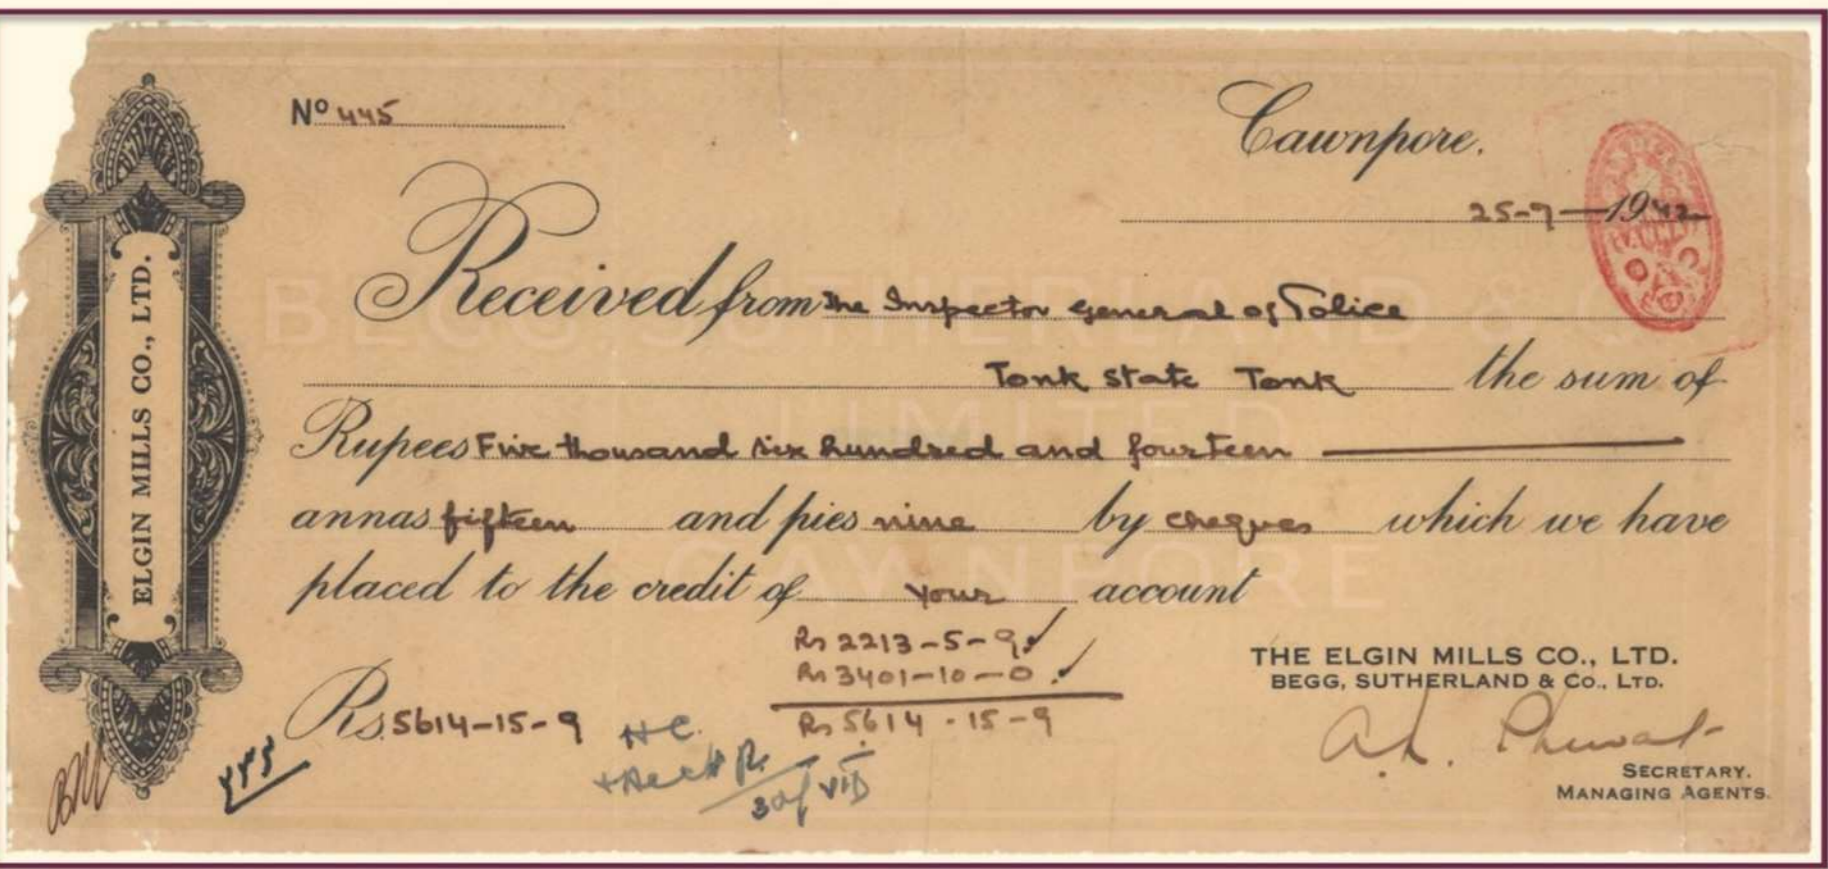 ELGIN MILLS CO., LTD.
No 445
Cawnpore.
25-9-1942
Received from The Inspector General of Police
Tonk State Tonk the sum of
Rupees Five thousand six hundred and fourteen
annas fifteen and pies nine by cheques which we have
placed to the credit of your account
Rs 2213-5-9
Rs 3401-10-0
Rs 5614-15-9
Rs. 5614-15-9
THE ELGIN MILLS CO., LTD.
BEGG, SUTHERLAND & Co., LTD.
SECRETARY.
MANAGING AGENTS.
BEGG SUTHERLAND & CO
LIMITED
CAWNPORE